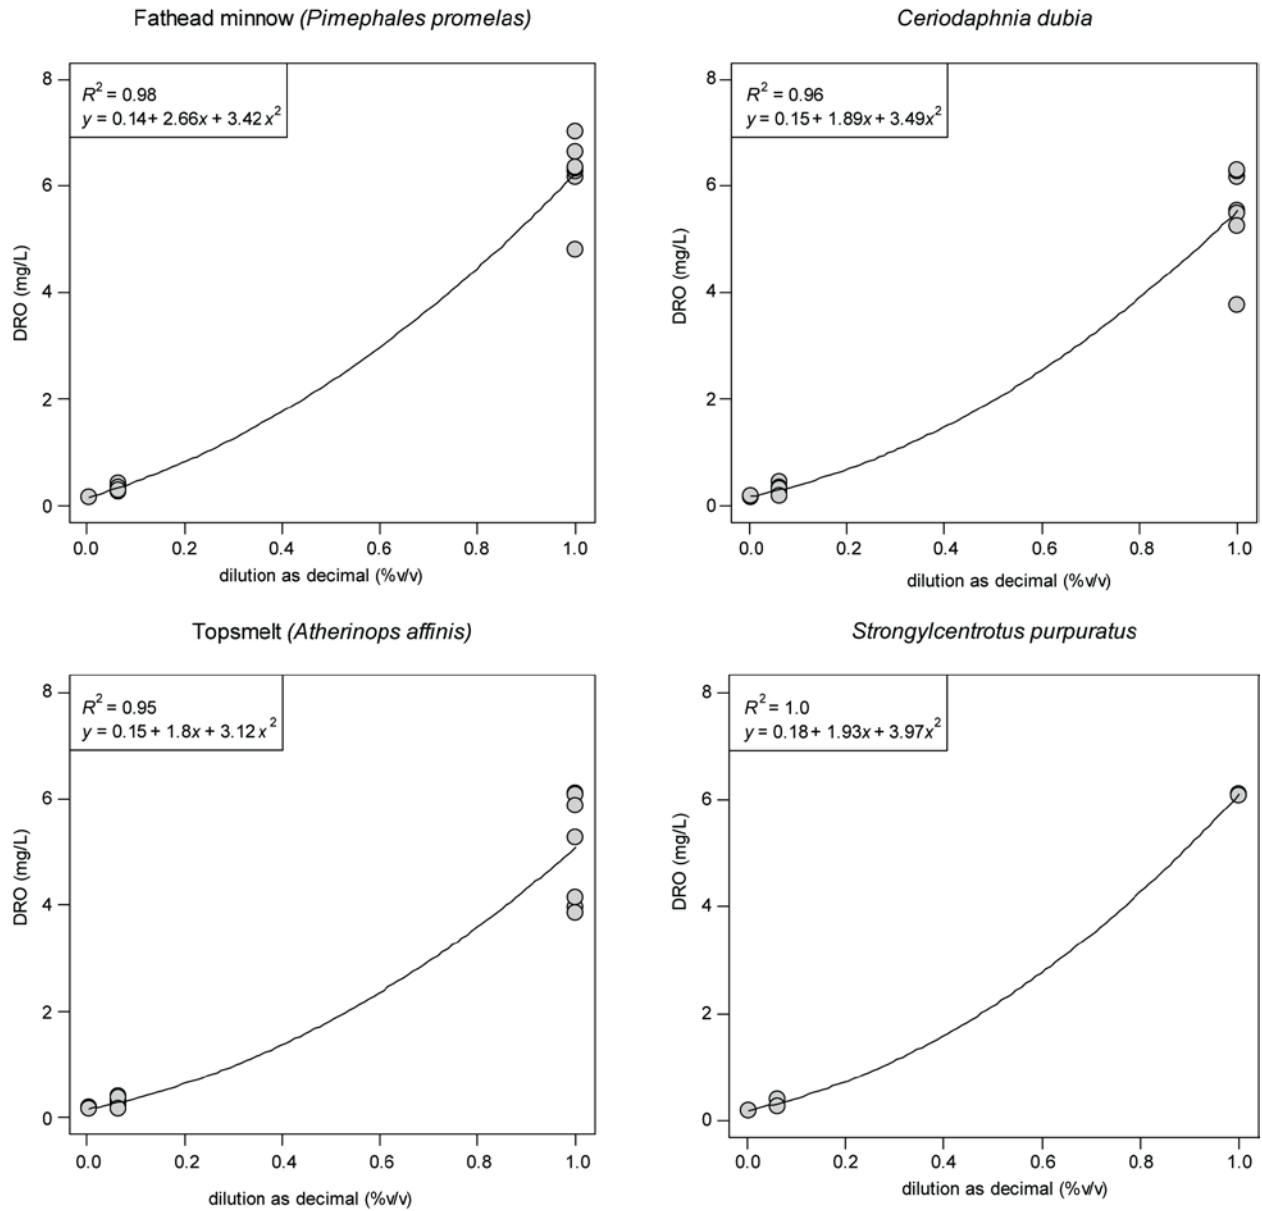 Fathead minnow (Pimephales promelas)
R² = 0.98
y = 0.14 + 2.66x + 3.42x²
8
6
4
2
0
DRO (mg/L)
0.0 0.2 0.4 0.6 0.8 1.0
dilution as decimal (%v/v)
Ceriodaphnia dubia
R² = 0.96
y = 0.15 + 1.89x + 3.49x²
8
6
4
2
0
DRO (mg/L)
0.0 0.2 0.4 0.6 0.8 1.0
dilution as decimal (%v/v)
Topsmelt (Atherinops affinis)
R² = 0.95
y = 0.15 + 1.8x + 3.12x²
8
6
4
2
0
DRO (mg/L)
0.0 0.2 0.4 0.6 0.8 1.0
dilution as decimal (%v/v)
Strongylcentrotus purpuratus
R² = 1.0
y = 0.18 + 1.93x + 3.97x²
8
6
4
2
0
DRO (mg/L)
0.0 0.2 0.4 0.6 0.8 1.0
dilution as decimal (%v/v)